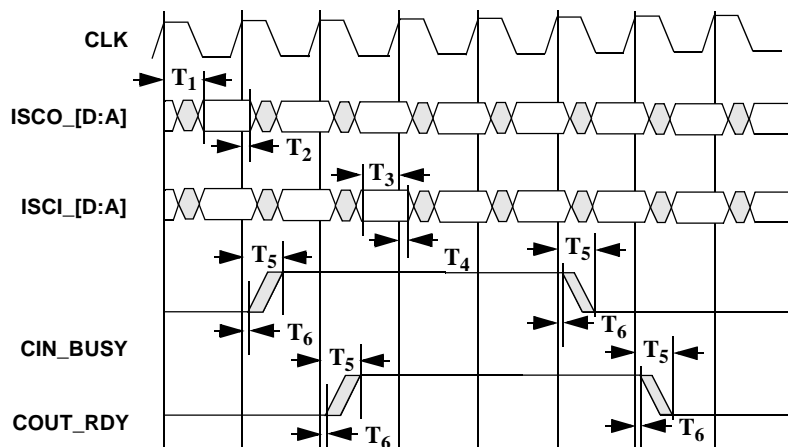 CLK
T1
ISCO_[D:A]
T2
T3
ISCI_[D:A]
T5
T4
T5
T6
T6
CIN_BUSY
T5
T5
COUT_RDY
T6
T6